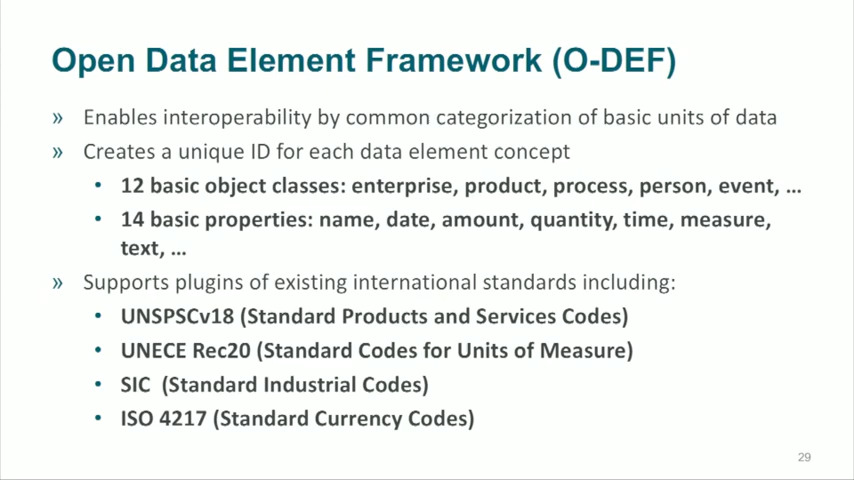 Open Data Element Framework (O-DEF)
» Enables interoperability by common categorization of basic units of data
» Creates a unique ID for each data element concept
• 12 basic object classes: enterprise, product, process, person, event, ...
• 14 basic properties: name, date, amount, quantity, time, measure,
text, ...
» Supports plugins of existing international standards including:
• UNSPSCv18 (Standard Products and Services Codes)
• UNECE Rec20 (Standard Codes for Units of Measure)
• SIC  (Standard Industrial Codes)
• ISO 4217 (Standard Currency Codes)
29